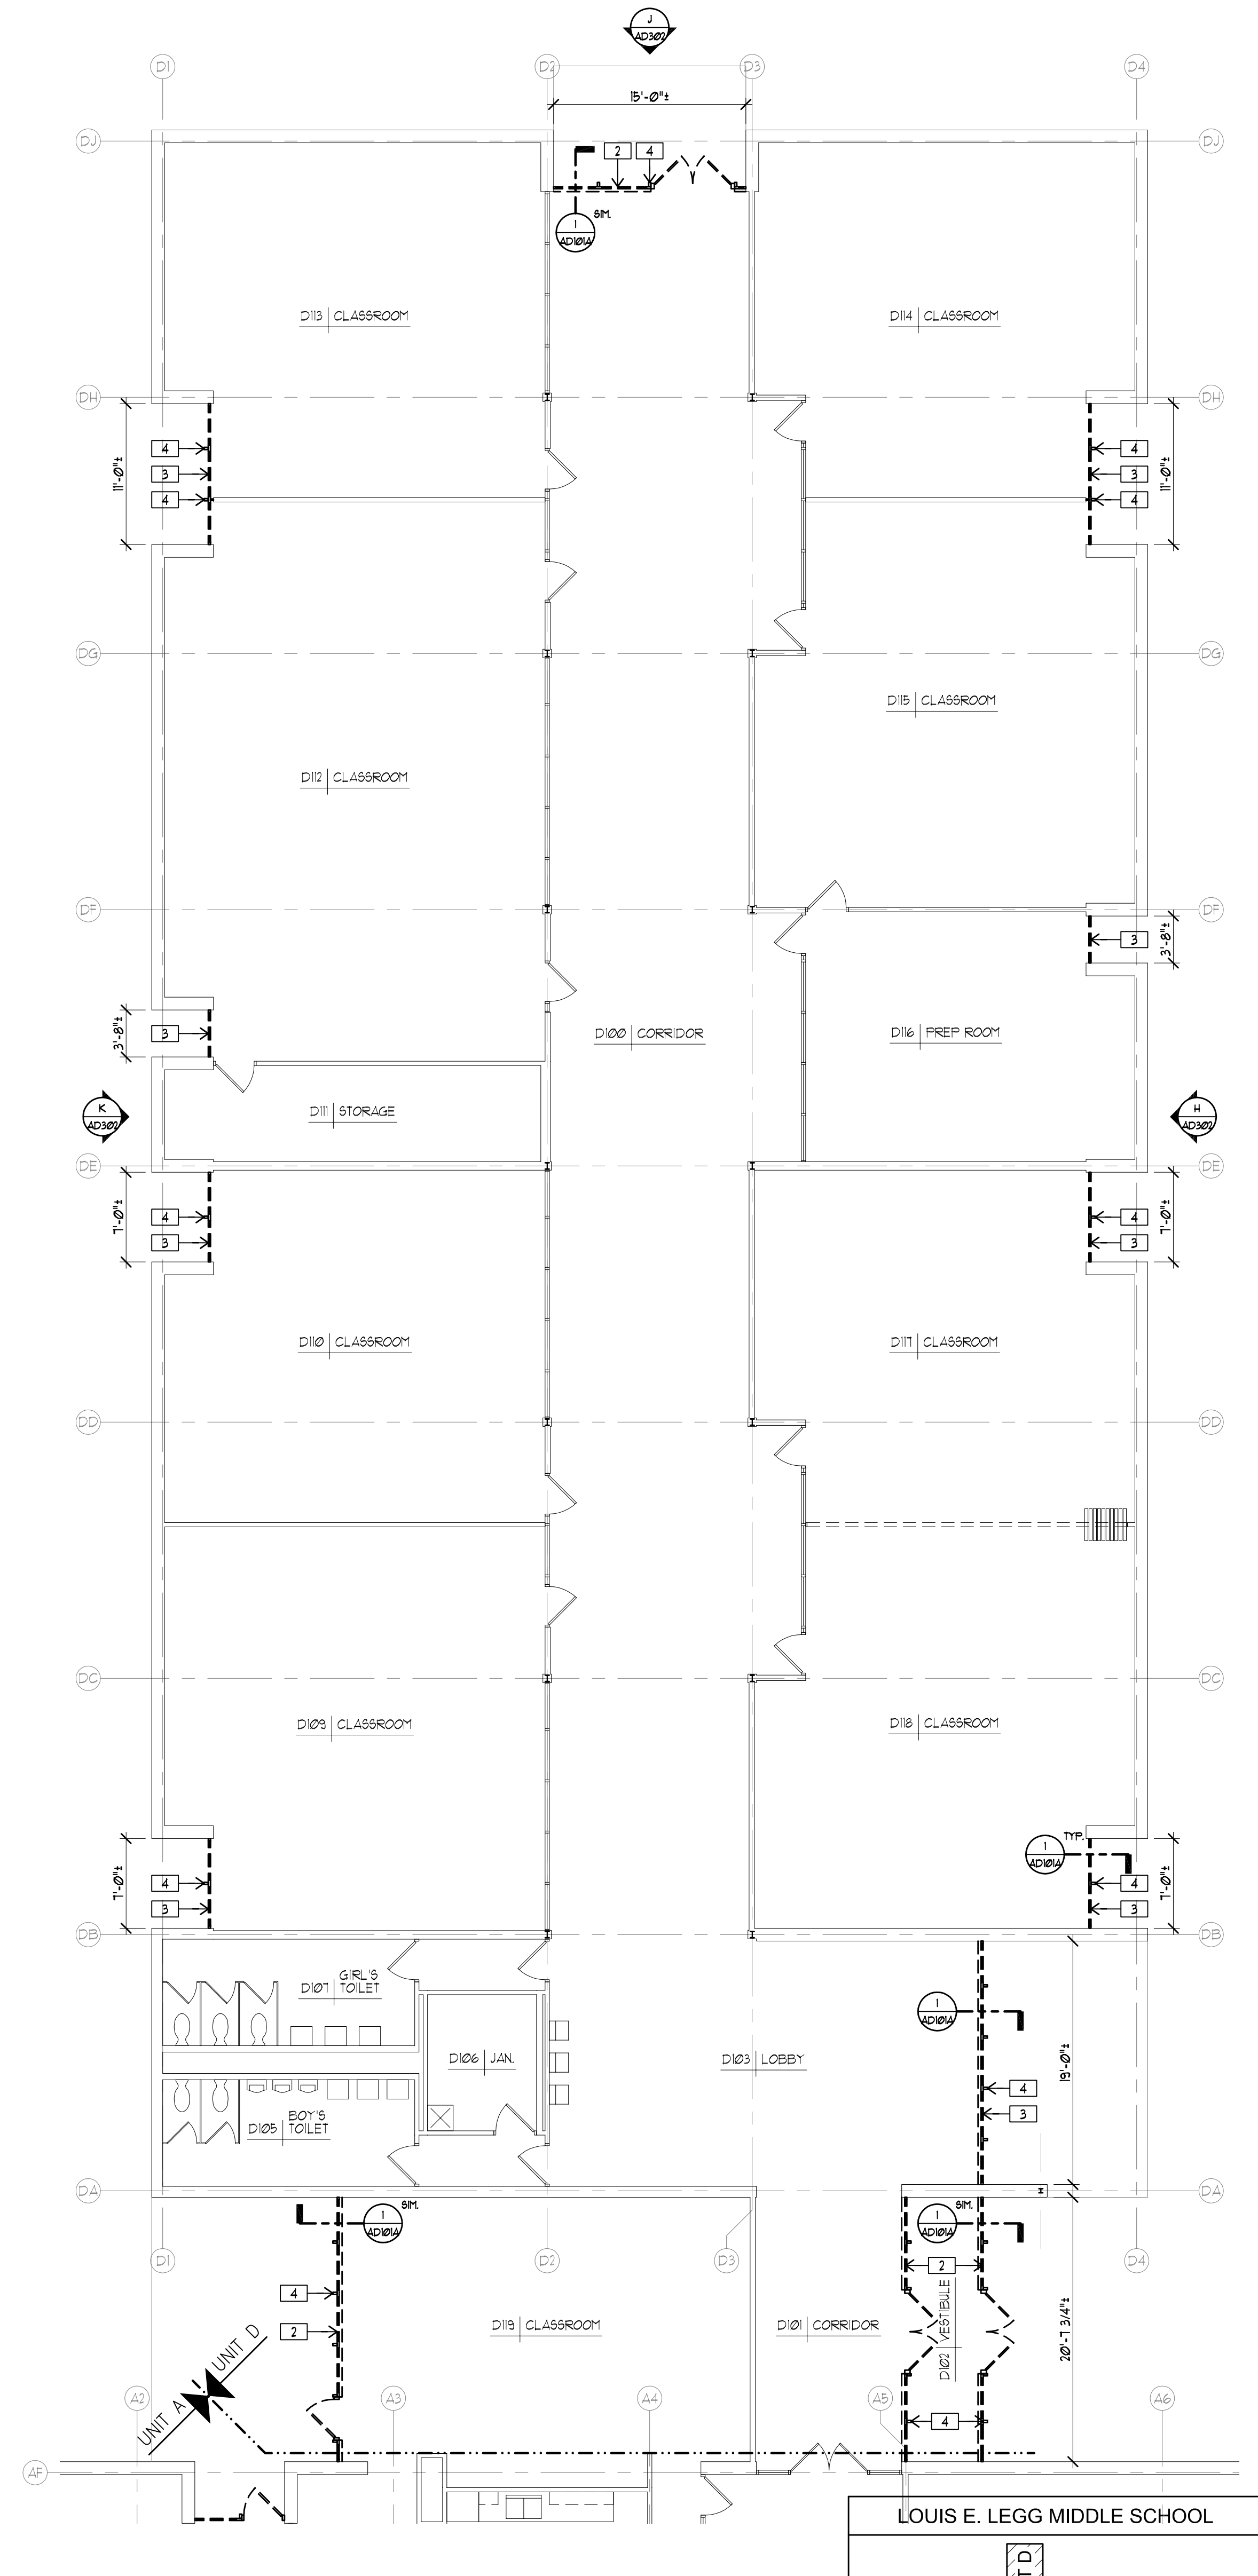 J
AD302
D1
D2
D3
D4
15'-0"±
DJ
DJ
2
4
1
AD101A
SIM.
D113 | CLASSROOM
D114 | CLASSROOM
DH
DH
11'-0"±
4
3
4
4
3
4
11'-0"±
DG
DG
D115 | CLASSROOM
D112 | CLASSROOM
DF
DF
3
3'-8"±
3'-8"±
3
D100 | CORRIDOR
D116 | PREP ROOM
K
AD302
D111 | STORAGE
H
AD302
DE
DE
7'-0"±
4
3
4
3
7'-0"±
D110 | CLASSROOM
D117 | CLASSROOM
DD
DD
DC
DC
D109 | CLASSROOM
D118 | CLASSROOM
7'-0"±
4
3
1
AD101A
TYP.
4
3
7'-0"±
DB
DB
D107 | GIRL'S
TOILET
1
AD101A
D106 | JAN.
D103 | LOBBY
4
3
19'-0"±
D105 | BOY'S
TOILET
DA
DA
1
AD101A
SIM.
1
AD101A
SIM.
D1
D2
D3
D4
2
4
2
D119 | CLASSROOM
D101 | CORRIDOR
D102 | VESTIBULE
20'-7 3/4"±
UNIT D
UNIT A
A2
A3
A4
A5
A6
4
AF
LOUIS E. LEGG MIDDLE SCHOOL
T D